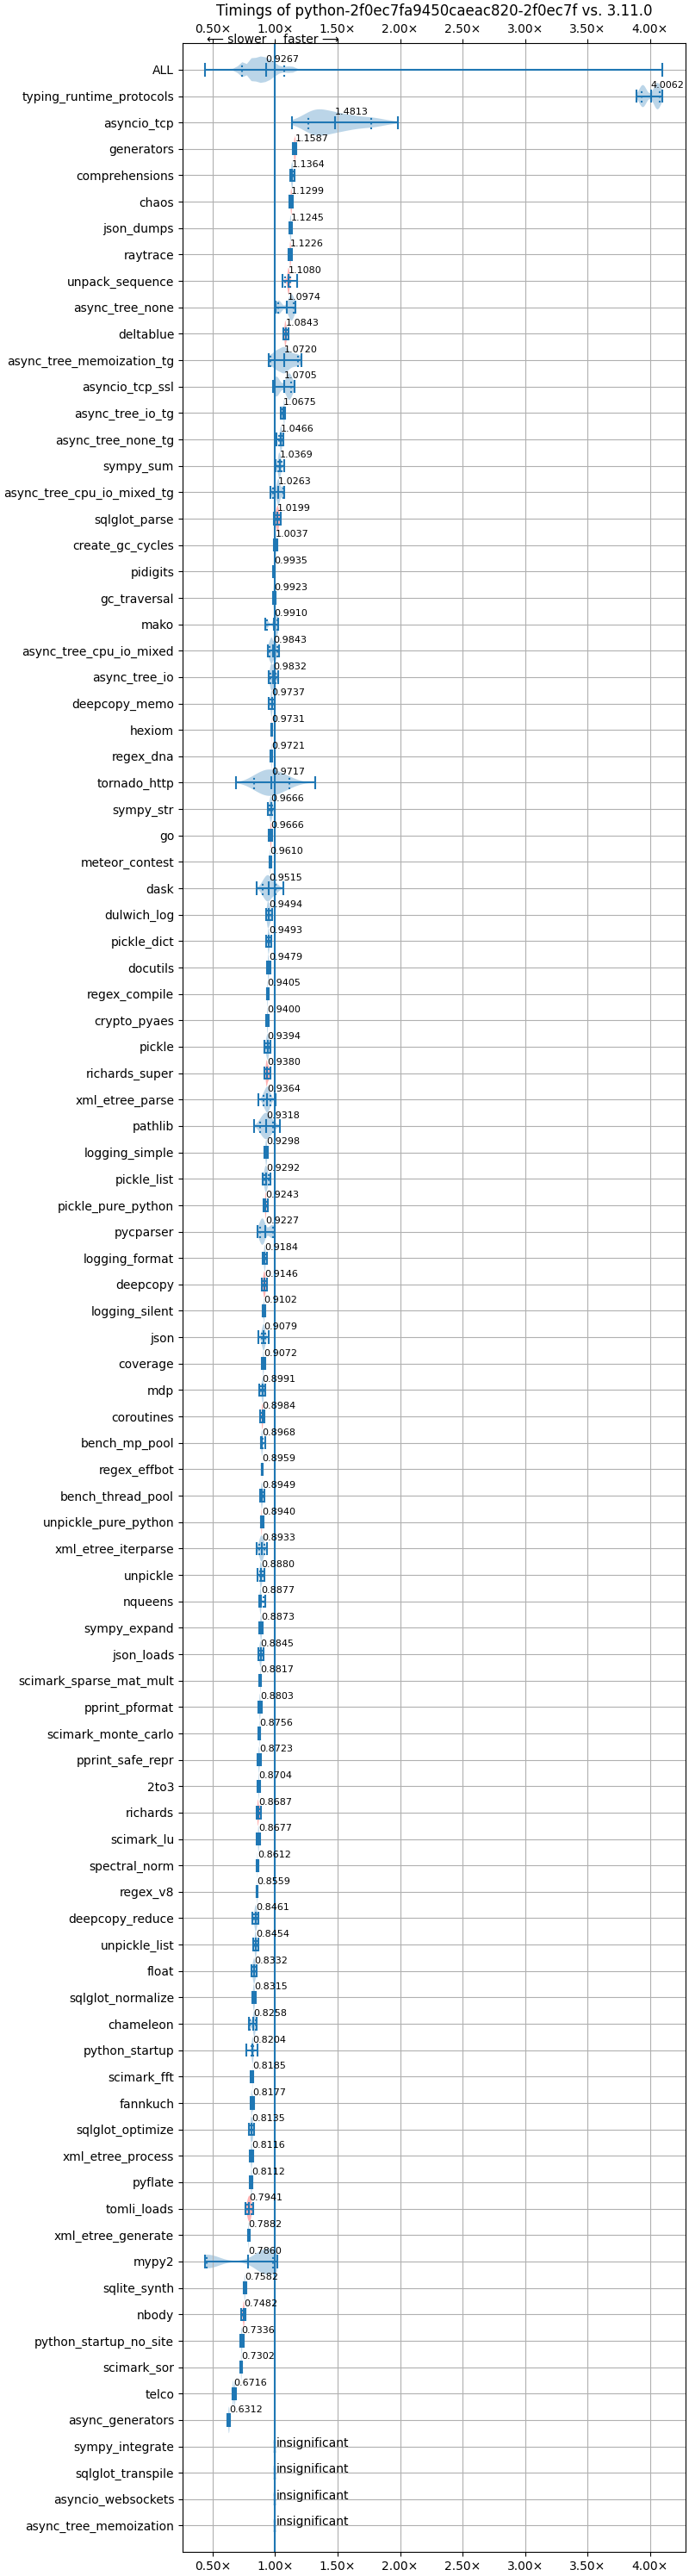 Timings of python-2f0ec7fa9450caeac820-2f0ec7f vs. 3.11.0
0.50× 1.00× 1.50× 2.00× 2.50× 3.00× 3.50× 4.00×
⟵ slower faster ⟶
ALL 0.9267
typing_runtime_protocols 4.0062
asyncio_tcp 1.4813
generators 1.1587
comprehensions 1.1364
chaos 1.1299
json_dumps 1.1245
raytrace 1.1226
unpack_sequence 1.1080
async_tree_none 1.0974
deltablue 1.0843
async_tree_memoization_tg 1.0720
asyncio_tcp_ssl 1.0705
async_tree_io_tg 1.0675
async_tree_none_tg 1.0466
sympy_sum 1.0369
async_tree_cpu_io_mixed_tg 1.0263
sqlglot_parse 1.0199
create_gc_cycles 1.0037
pidigits 0.9935
gc_traversal 0.9923
mako 0.9910
async_tree_cpu_io_mixed 0.9843
async_tree_io 0.9832
deepcopy_memo 0.9737
hexiom 0.9731
regex_dna 0.9721
tornado_http 0.9717
sympy_str 0.9666
go 0.9666
meteor_contest 0.9610
dask 0.9515
dulwich_log 0.9494
pickle_dict 0.9493
docutils 0.9479
regex_compile 0.9405
crypto_pyaes 0.9400
pickle 0.9394
richards_super 0.9380
xml_etree_parse 0.9364
pathlib 0.9318
logging_simple 0.9298
pickle_list 0.9292
pickle_pure_python 0.9243
pycparser 0.9227
logging_format 0.9184
deepcopy 0.9146
logging_silent 0.9102
json 0.9079
coverage 0.9072
mdp 0.8991
coroutines 0.8984
bench_mp_pool 0.8968
regex_effbot 0.8959
bench_thread_pool 0.8949
unpickle_pure_python 0.8940
xml_etree_iterparse 0.8933
unpickle 0.8880
nqueens 0.8877
sympy_expand 0.8873
json_loads 0.8845
scimark_sparse_mat_mult 0.8817
pprint_pformat 0.8803
scimark_monte_carlo 0.8756
pprint_safe_repr 0.8723
2to3 0.8704
richards 0.8687
scimark_lu 0.8677
spectral_norm 0.8612
regex_v8 0.8559
deepcopy_reduce 0.8461
unpickle_list 0.8454
float 0.8332
sqlglot_normalize 0.8315
chameleon 0.8258
python_startup 0.8204
scimark_fft 0.8185
fannkuch 0.8177
sqlglot_optimize 0.8135
xml_etree_process 0.8116
pyflate 0.8112
tomli_loads 0.7941
xml_etree_generate 0.7882
mypy2 0.7860
sqlite_synth 0.7582
nbody 0.7482
python_startup_no_site 0.7336
scimark_sor 0.7302
telco 0.6716
async_generators 0.6312
sympy_integrate insignificant
sqlglot_transpile insignificant
asyncio_websockets insignificant
async_tree_memoization insignificant
0.50× 1.00× 1.50× 2.00× 2.50× 3.00× 3.50× 4.00×